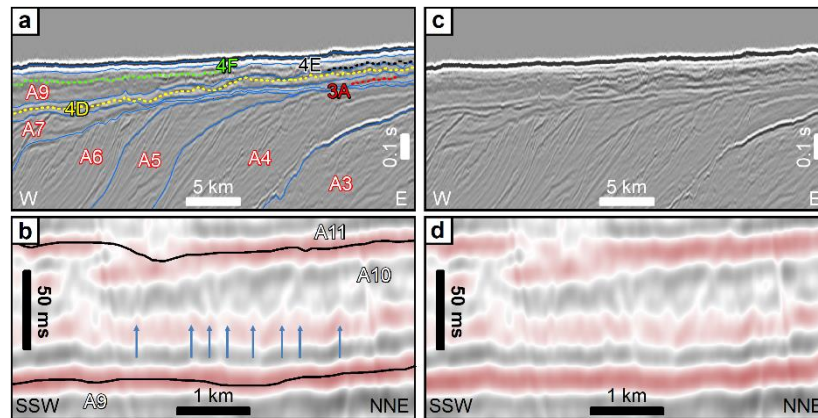 a
4F
4E
A9
3A
4D
A7
A6
A5
A4
A3
0.1 s
5 km
W
E
c
0.1 s
5 km
W
E
b
A11
A10
50 ms
A9
SSW
1 km
NNE
d
50 ms
SSW
1 km
NNE